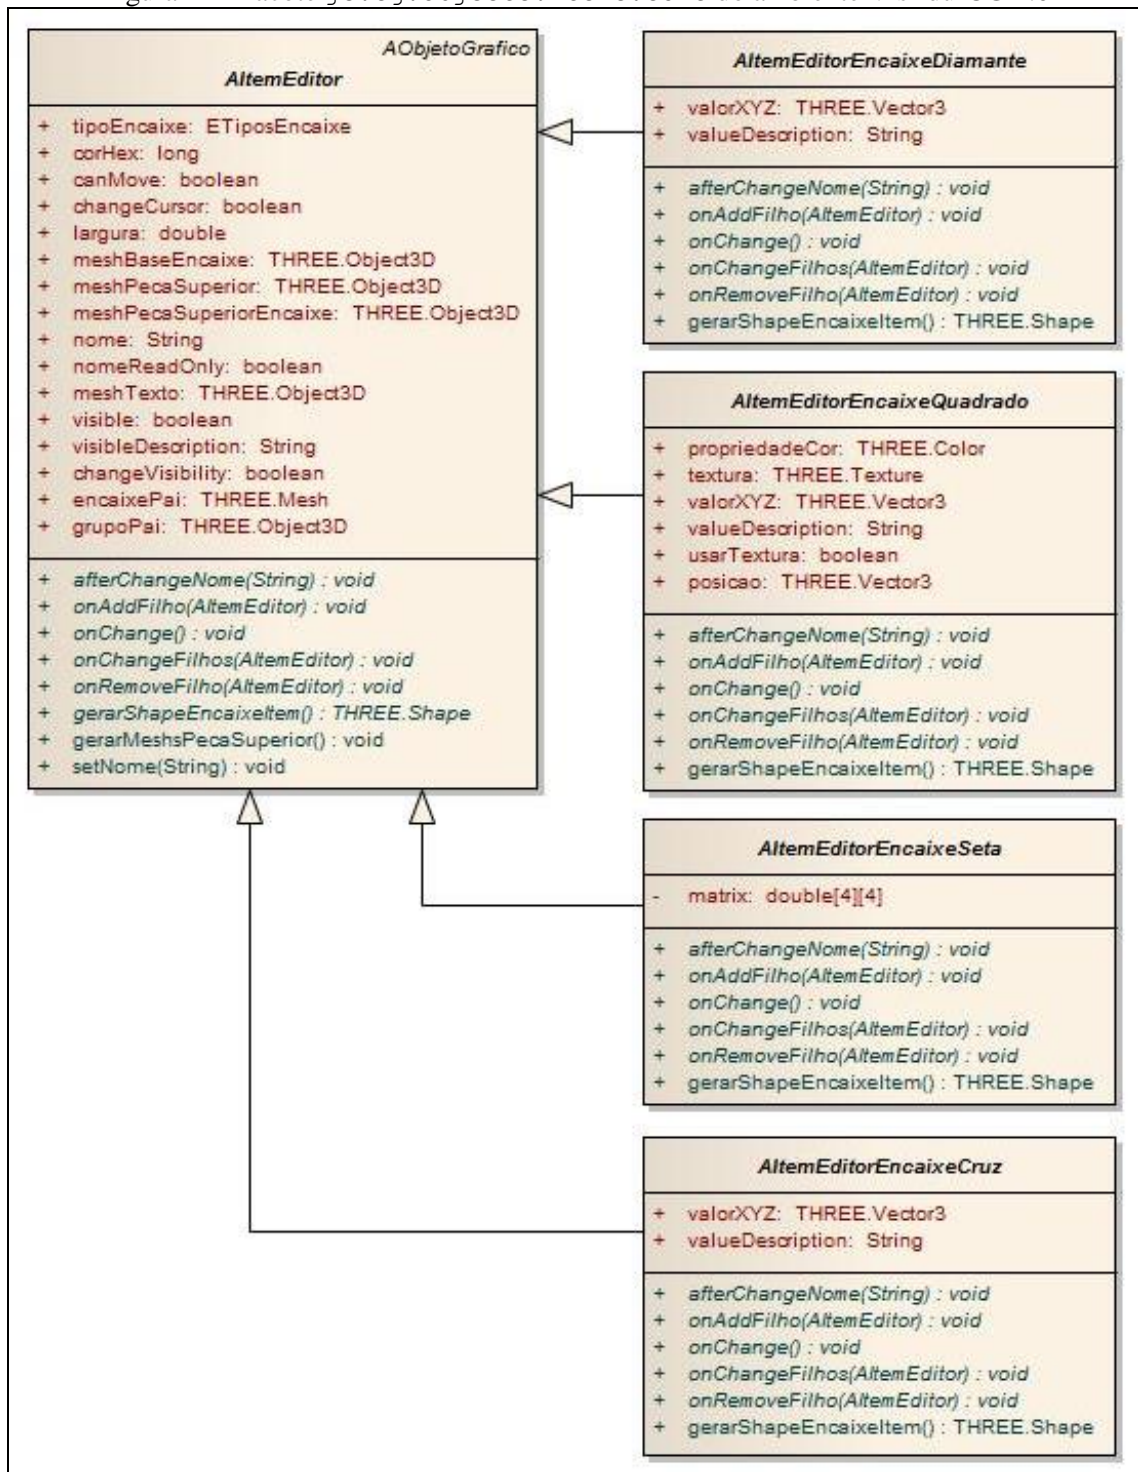 AObjetoGrafico
AItemEditor
+ tipoEncaixe: ETiposEncaixe
+ corHex: long
+ canMove: boolean
+ changeCursor: boolean
+ largura: double
+ meshBaseEncaixe: THREE.Object3D
+ meshPecaSuperior: THREE.Object3D
+ meshPecaSuperiorEncaixe: THREE.Object3D
+ nome: String
+ nomeReadOnly: boolean
+ meshTexto: THREE.Object3D
+ visible: boolean
+ visibleDescription: String
+ changeVisibility: boolean
+ encaixePai: THREE.Mesh
+ grupoPai: THREE.Object3D
+ afterChangeNome(String) : void
+ onAddFilho(AItemEditor) : void
+ onChange() : void
+ onChangeFilhos(AItemEditor) : void
+ onRemoveFilho(AItemEditor) : void
+ gerarShapeEncaixeItem() : THREE.Shape
+ gerarMeshsPecaSuperior() : void
+ setNome(String) : void
AItemEditorEncaixeDiamante
+ valorXYZ: THREE.Vector3
+ valueDescription: String
+ afterChangeNome(String) : void
+ onAddFilho(AItemEditor) : void
+ onChange() : void
+ onChangeFilhos(AItemEditor) : void
+ onRemoveFilho(AItemEditor) : void
+ gerarShapeEncaixeItem() : THREE.Shape
AItemEditorEncaixeQuadrado
+ propriedadeCor: THREE.Color
+ textura: THREE.Texture
+ valorXYZ: THREE.Vector3
+ valueDescription: String
+ usarTextura: boolean
+ posicao: THREE.Vector3
+ afterChangeNome(String) : void
+ onAddFilho(AItemEditor) : void
+ onChange() : void
+ onChangeFilhos(AItemEditor) : void
+ onRemoveFilho(AItemEditor) : void
+ gerarShapeEncaixeItem() : THREE.Shape
AItemEditorEncaixeSeta
- matrix: double[4][4]
+ afterChangeNome(String) : void
+ onAddFilho(AItemEditor) : void
+ onChange() : void
+ onChangeFilhos(AItemEditor) : void
+ onRemoveFilho(AItemEditor) : void
+ gerarShapeEncaixeItem() : THREE.Shape
AItemEditorEncaixeCruz
+ valorXYZ: THREE.Vector3
+ valueDescription: String
+ afterChangeNome(String) : void
+ onAddFilho(AItemEditor) : void
+ onChange() : void
+ onChangeFilhos(AItemEditor) : void
+ onRemoveFilho(AItemEditor) : void
+ gerarShapeEncaixeItem() : THREE.Shape